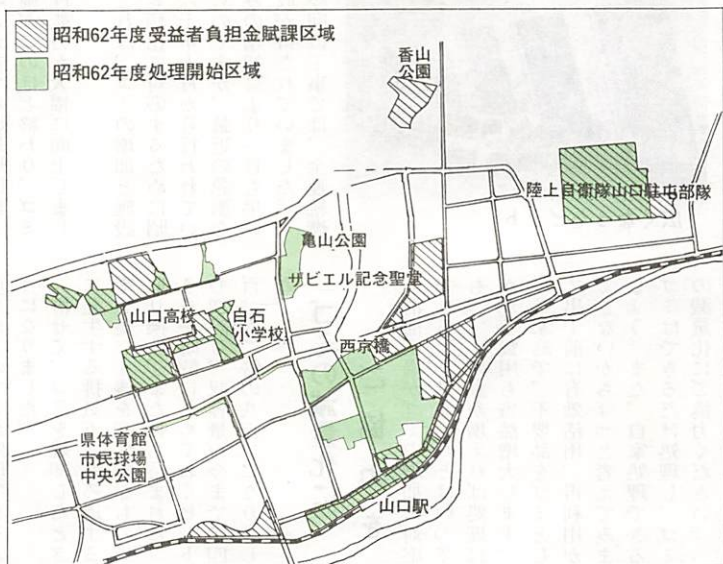 昭和62年度受益者負担金賦課区域
昭和62年度処理開始区域
香山
公園
陸上自衛隊山口駐屯部隊
亀山公園
ザビエル記念聖堂
山口高校
白石
小学校
西京橋
県体育館
市民球場
中央公園
山口駅